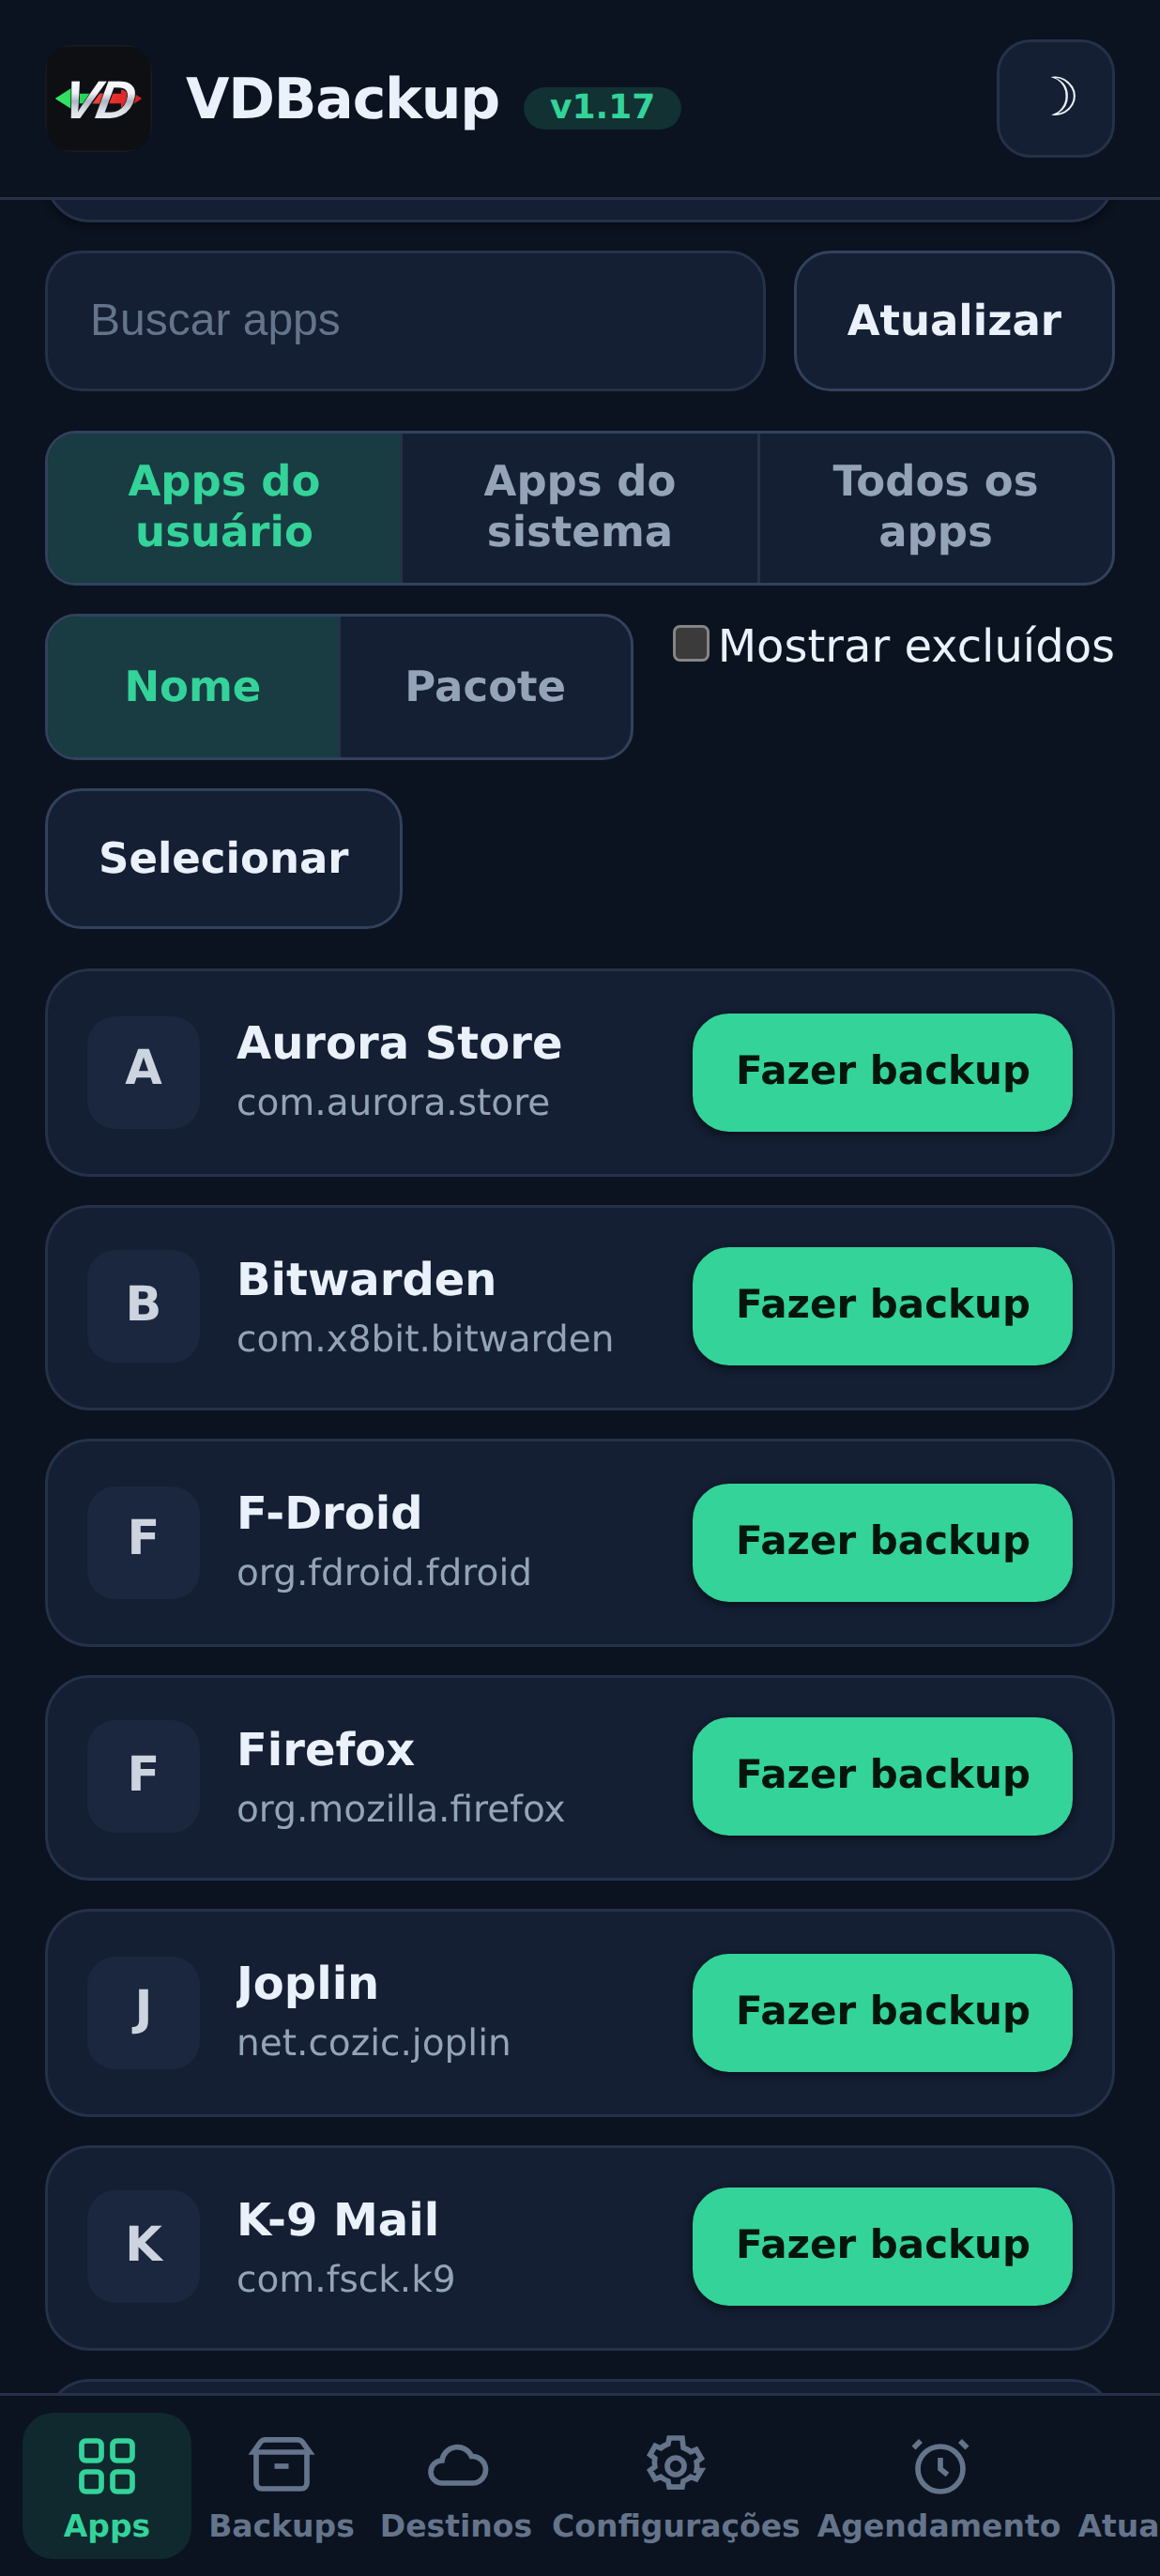 VD
VDBackup v1.17
☽
Buscar apps
Atualizar
Apps do
usuário
Apps do
sistema
Todos os
apps
Nome
Pacote
Mostrar excluídos
Selecionar
A
Aurora Store
com.aurora.store
Fazer backup
B
Bitwarden
com.x8bit.bitwarden
Fazer backup
F
F-Droid
org.fdroid.fdroid
Fazer backup
F
Firefox
org.mozilla.firefox
Fazer backup
J
Joplin
net.cozic.joplin
Fazer backup
K
K-9 Mail
com.fsck.k9
Fazer backup
Apps
Backups
Destinos
Configurações
Agendamento
Atua